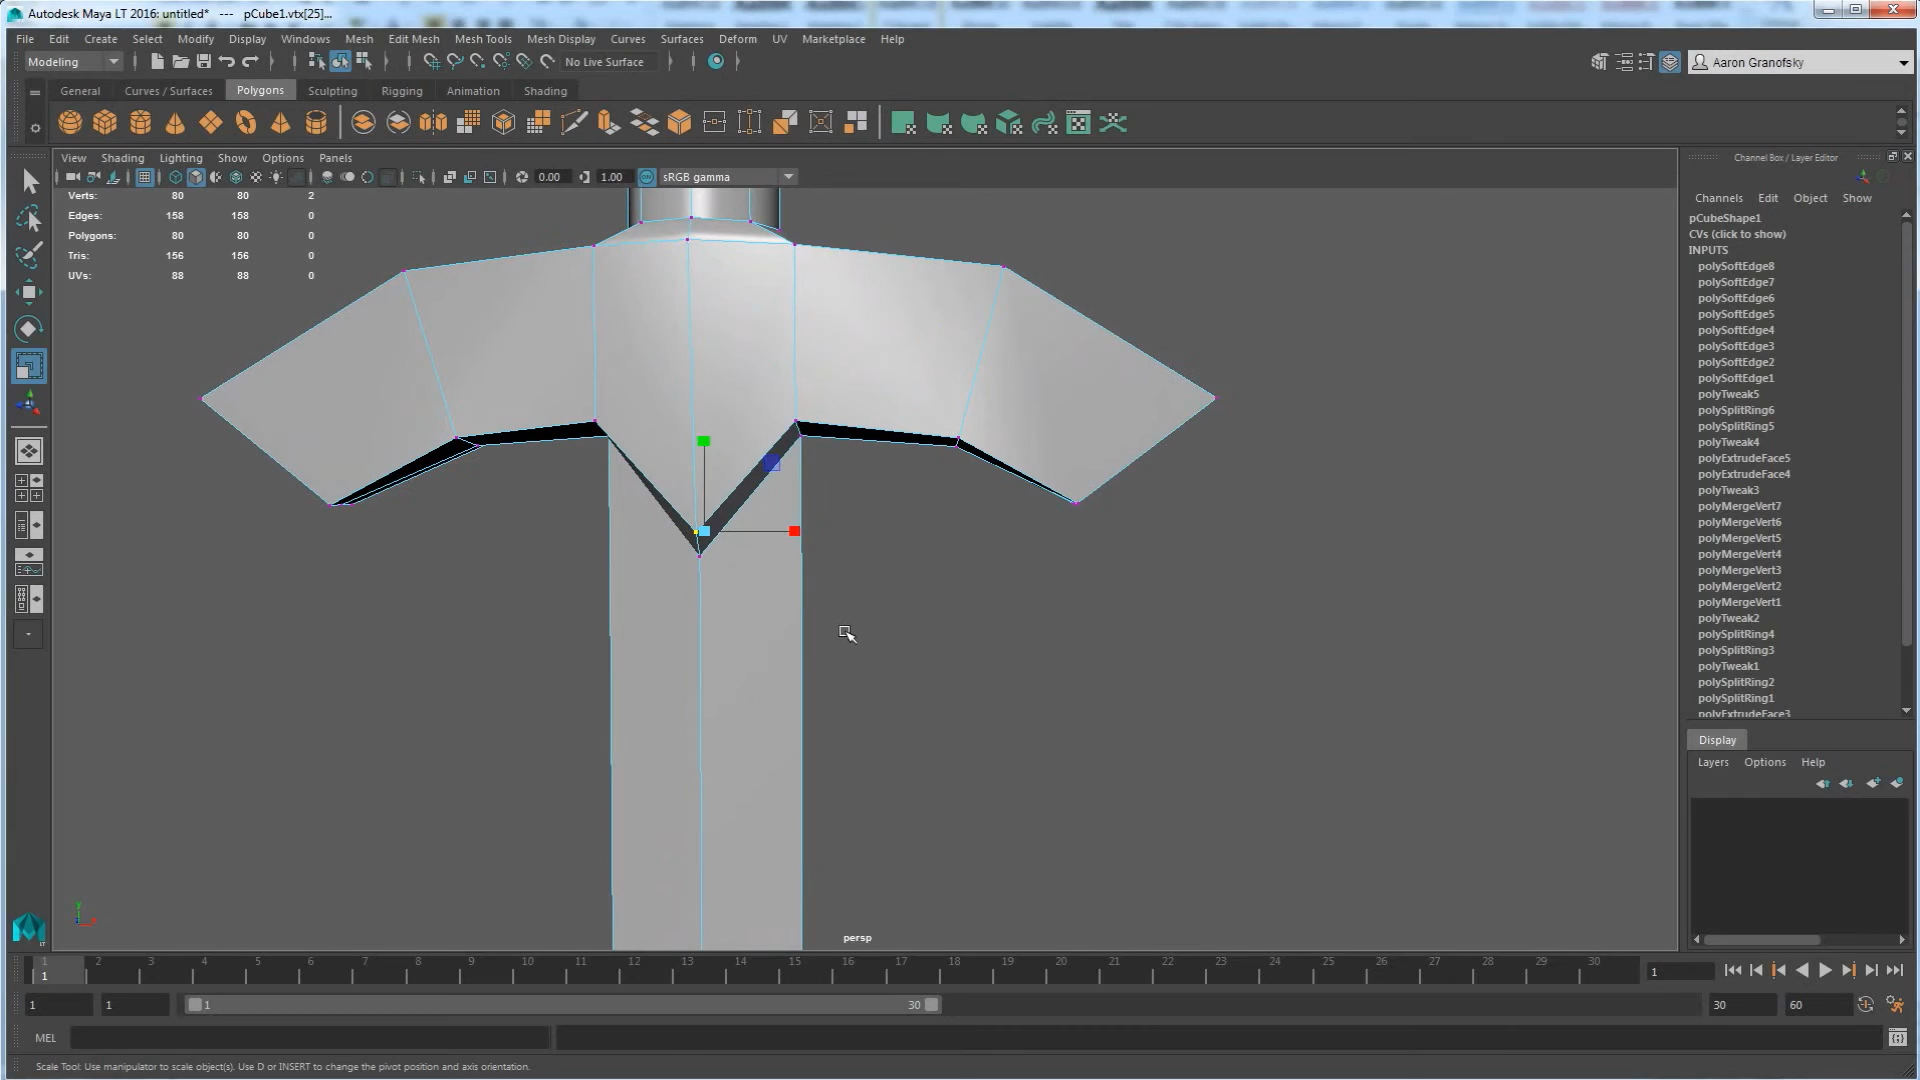 Autodesk Maya LT 2016: untitled* --- pCube1.vtx[25]...
File Edit Create Select Modify Display Windows Mesh Edit Mesh Mesh Tools Mesh Display Curves Surfaces Deform UV Marketplace Help
Modeling No Live Surface Aaron Granofsky
General Curves / Surfaces Polygons Sculpting Rigging Animation Shading
View Shading Lighting Show Options Panels
0.00 1.00 sRGB gamma
Verts: 80 80 2
Edges: 158 158 0
Polygons: 80 80 0
Tris: 156 156 0
UVs: 88 88 0
persp
Channel Box / Layer Editor
Channels Edit Object Show
pCubeShape1
CVs (click to show)
INPUTS
polySoftEdge8
polySoftEdge7
polySoftEdge6
polySoftEdge5
polySoftEdge4
polySoftEdge3
polySoftEdge2
polySoftEdge1
polyTweak5
polySplitRing6
polySplitRing5
polyTweak4
polyExtrudeFace5
polyExtrudeFace4
polyTweak3
polyMergeVert7
polyMergeVert6
polyMergeVert5
polyMergeVert4
polyMergeVert3
polyMergeVert2
polyMergeVert1
polyTweak2
polySplitRing4
polySplitRing3
polyTweak1
polySplitRing2
polySplitRing1
polyExtrudeFace3
Display
Layers Options Help
y
LT
1 2 3 4 5 6 7 8 9 10 11 12 13 14 15 16 17 18 19 20 21 22 23 24 25 26 27 28 29 30
1 1
1 1 1 30 30 60
MEL
Scale Tool: Use manipulator to scale object(s). Use D or INSERT to change the pivot position and axis orientation.